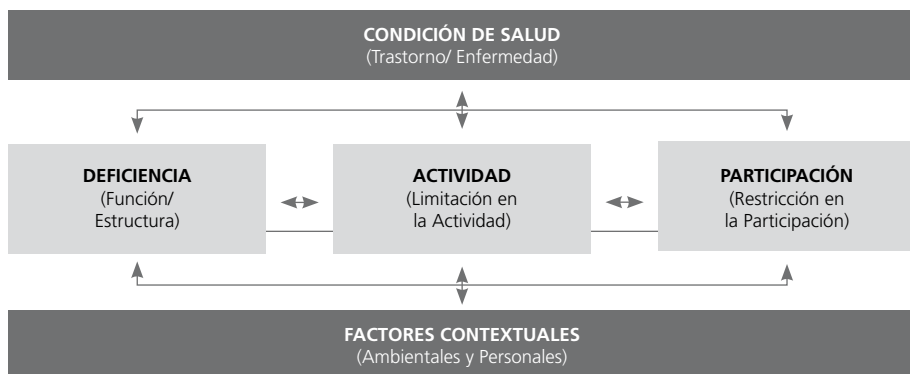 CONDICIÓN DE SALUD
(Trastorno/ Enfermedad)
DEFICIENCIA
(Función/
Estructura)
ACTIVIDAD
(Limitación en
la Actividad)
PARTICIPACIÓN
(Restricción en
la Participación)
FACTORES CONTEXTUALES
(Ambientales y Personales)